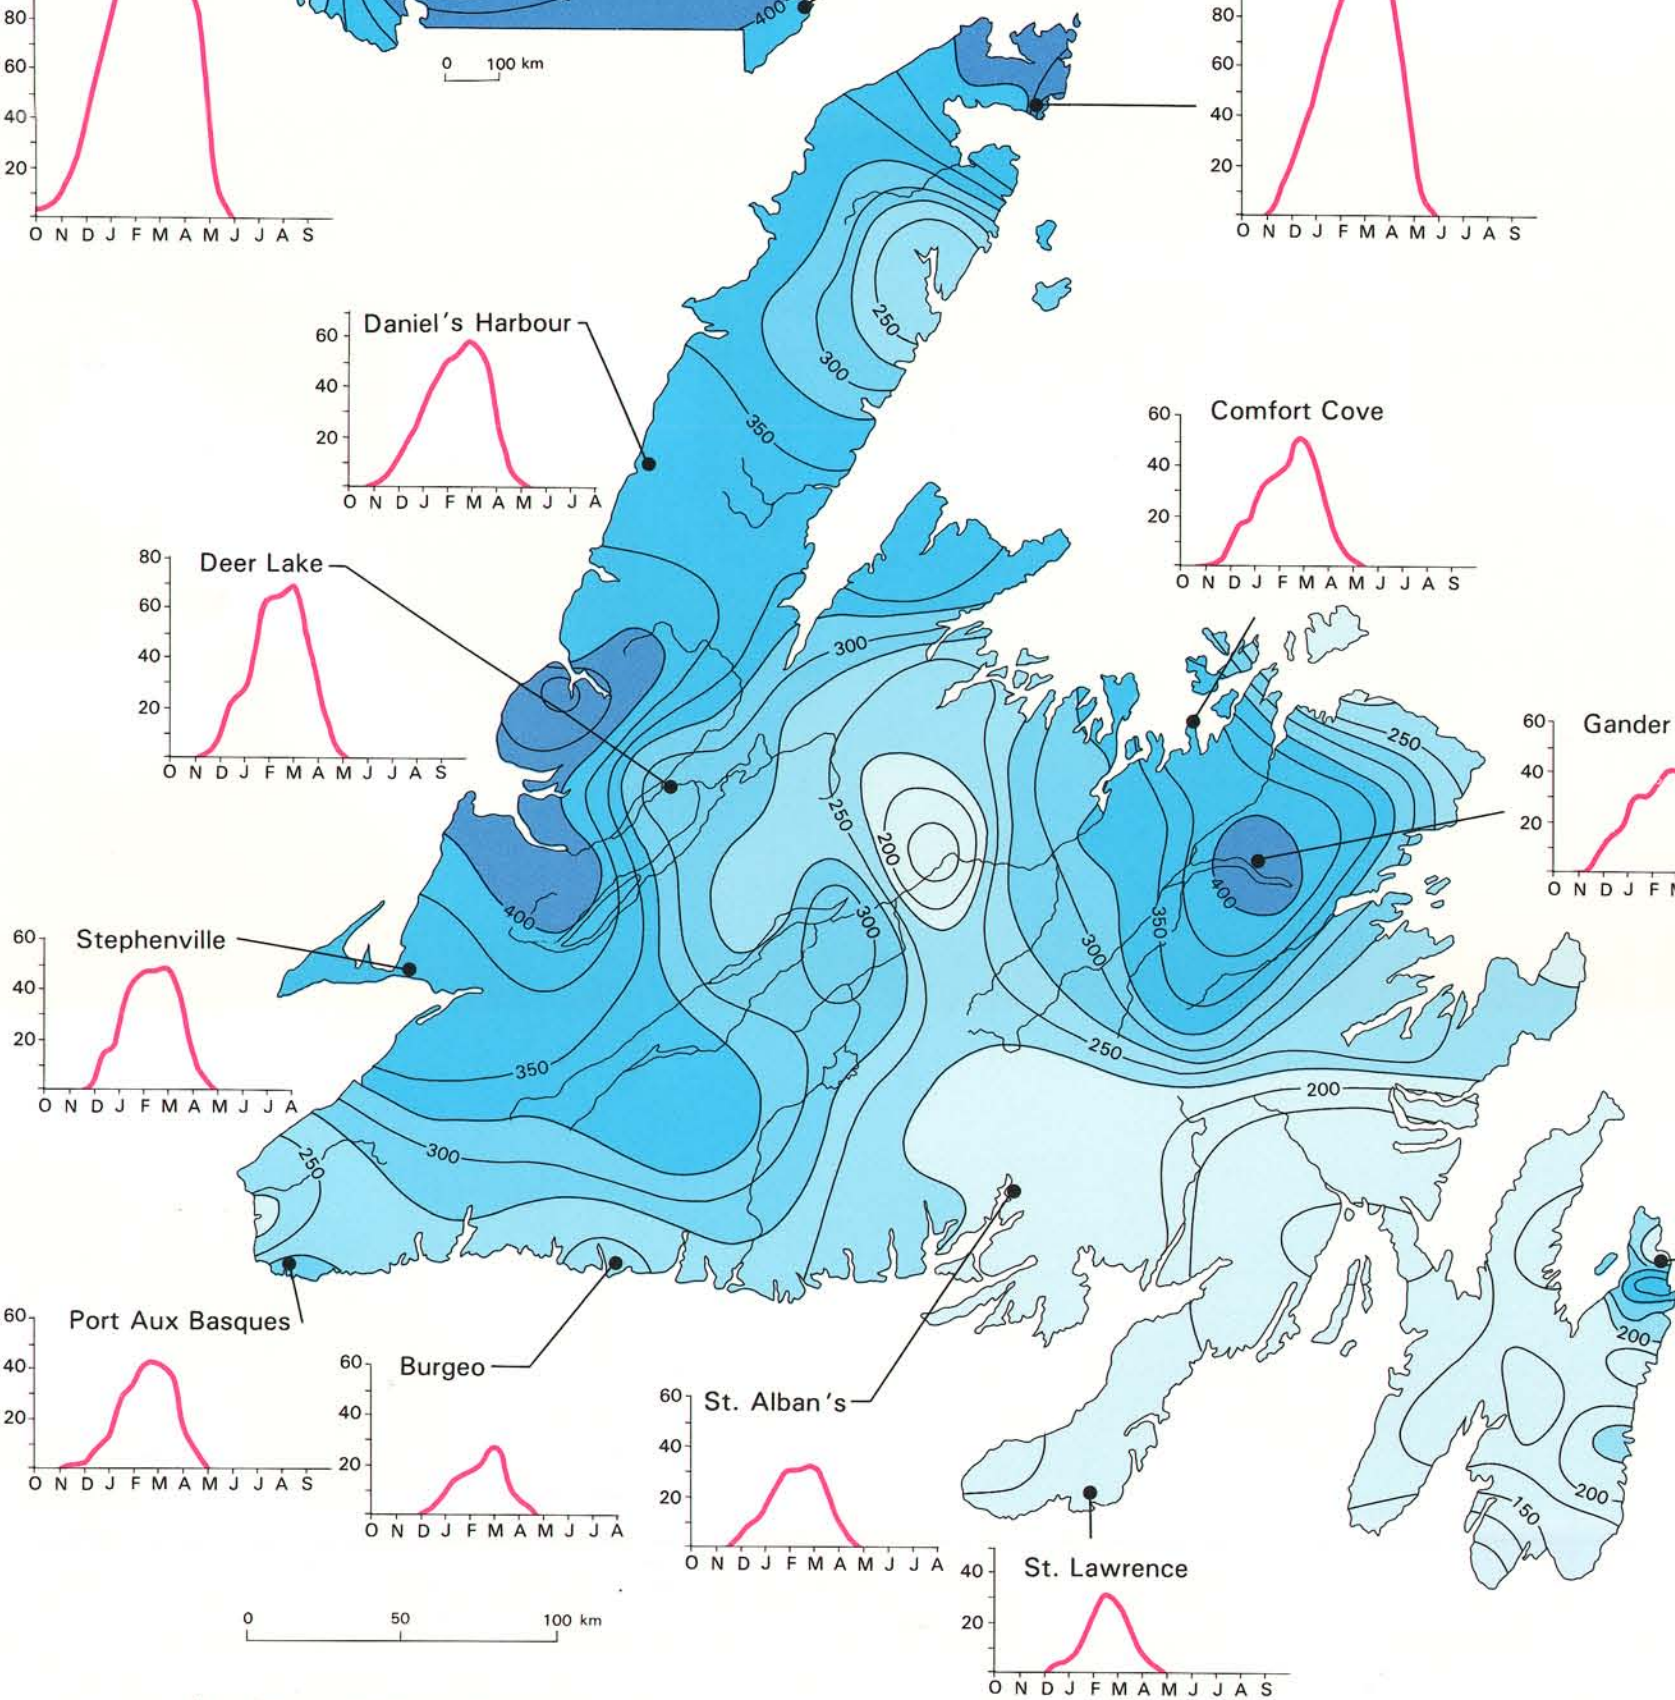 80
60
40
20
O N D J F M A M J J A S
400
0 100 km
80
60
40
20
O N D J F M A M J J A S
Daniel's Harbour
60
40
20
O N D J F M A M J J A
250
300
350
Comfort Cove
60
40
20
O N D J F M A M J J A S
Deer Lake
80
60
40
20
O N D J F M A M J J A S
300
250
Gander
60
40
20
O N D J F M
250
200
400
400
300
350
300
Stephenville
60
40
20
O N D J F M A M J J A
350
250
200
300
250
Port Aux Basques
60
40
20
O N D J F M A M J J A S
Burgeo
60
40
20
O N D J F M A M J J A
St. Alban's
60
40
20
O N D J F M A M J J A
200
200
150
St. Lawrence
40
20
O N D J F M A M J J A S
0 50 100 km